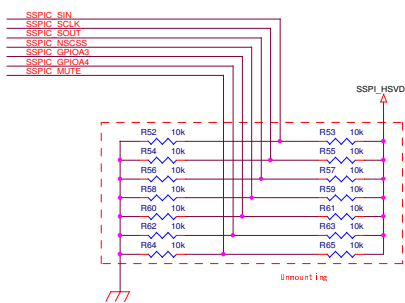 SSPIC_SIN
SSPIC_SCLK
SSPIC_SOUT
SSPIC_NSCSS
SSPIC_GPIOA3
SSPIC_GPIOA4
SSPIC_MUTE
SSPI_HSVD
R52 10k R53 10k
R54 10k R55 10k
R56 10k R57 10k
R58 10k R59 10k
R60 10k R61 10k
R62 10k R63 10k
R64 10k R65 10k
Unmounting